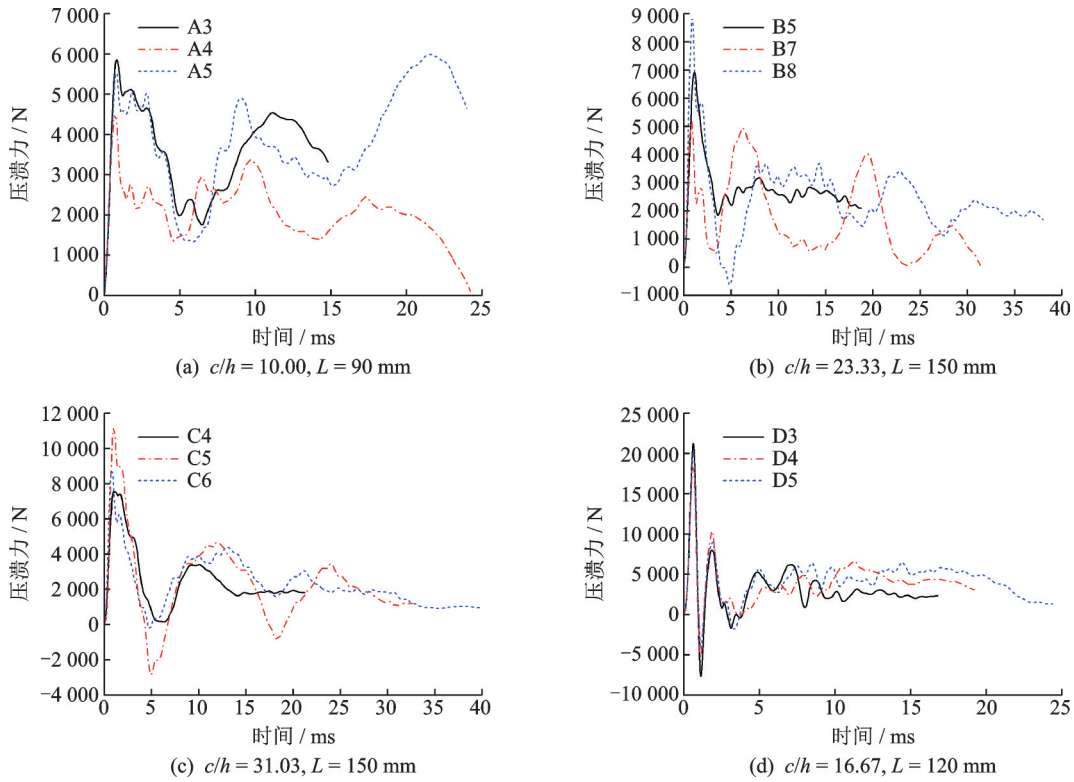 7 000
6 000
5 000
4 000
3 000
2 000
1 000
0
压溃力 / N
A3
A4
A5
0 5 10 15 20 25
时间 / ms
(a) c/h = 10.00, L = 90 mm
9 000
8 000
7 000
6 000
5 000
4 000
3 000
2 000
1 000
0
−1 000
压溃力 / N
B5
B7
B8
0 5 10 15 20 25 30 35 40
时间 / ms
(b) c/h = 23.33, L = 150 mm
12 000
10 000
8 000
6 000
4 000
2 000
0
−2 000
−4 000
压溃力 / N
C4
C5
C6
0 5 10 15 20 25 30 35 40
时间 / ms
(c) c/h = 31.03, L = 150 mm
25 000
20 000
15 000
10 000
5 000
0
−5 000
−10 000
压溃力 / N
D3
D4
D5
0 5 10 15 20 25
时间 / ms
(d) c/h = 16.67, L = 120 mm